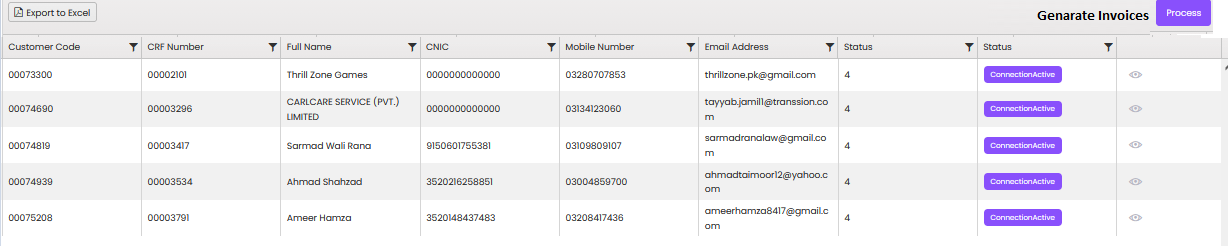 Export to Excel
Genarate Invoices Process
Customer Code CRF Number Full Name CNIC Mobile Number Email Address Status Status
00073300 00002101 Thrill Zone Games 0000000000000 03280707853 thrillzone.pk@gmail.com 4 ConnectionActive
00074690 00003296 CARLCARE SERVICE (PVT.)
LIMITED 0000000000000 03134123060 tayyab.jamil1@transsion.co
m 4 ConnectionActive
00074819 00003417 Sarmad Wali Rana 9150601755381 03109809107 sarmadranalaw@gmail.co
m 4 ConnectionActive
00074939 00003534 Ahmad Shahzad 3520216258851 03004859700 ahmadtaimoor12@yahoo.c
om 4 ConnectionActive
00075208 00003791 Ameer Hamza 3520148437483 03208417436 ameerhamza8417@gmail.c
om 4 ConnectionActive